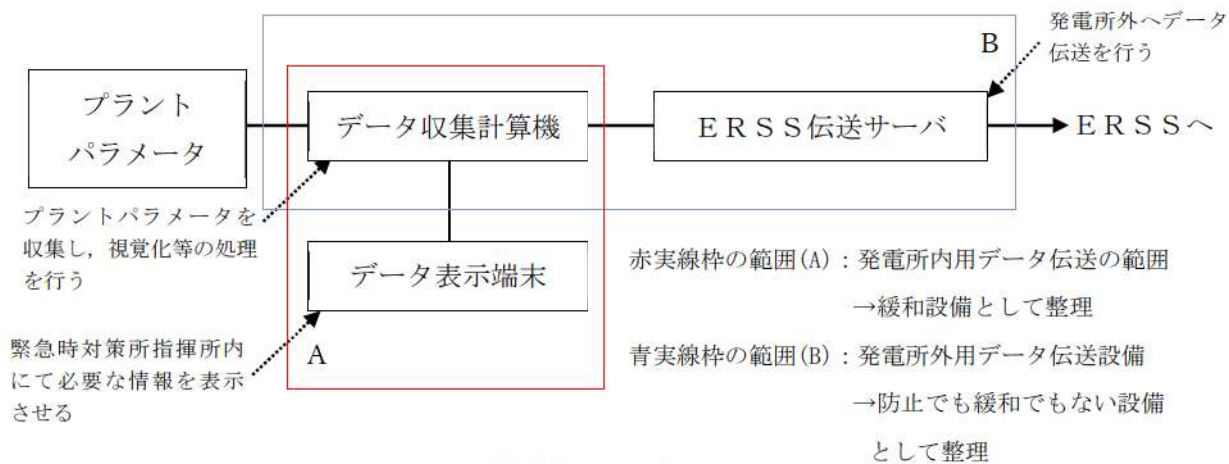 発電所外へデータ
伝送を行う
B
プラント
パラメータ
データ収集計算機
ERSS伝送サーバ
ERSSへ
プラントパラメータを
収集し，視覚化等の処理
を行う
データ表示端末
緊急時対策所指揮所内
にて必要な情報を表示
させる
A
赤実線枠の範囲(A)：発電所内用データ伝送の範囲
→緩和設備として整理
青実線枠の範囲(B)：発電所外用データ伝送設備
→防止でも緩和でもない設備
として整理